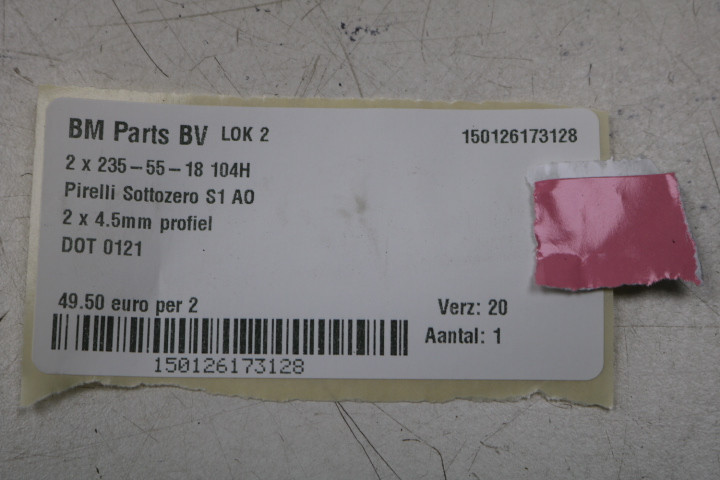 BM Parts BV LOK 2 150126173128
2 x 235-55-18 104H
Pirelli Sottozero S1 AO
2 x 4.5mm profiel
DOT 0121
49.50 euro per 2 Verz: 20
Aantal: 1
150126173128